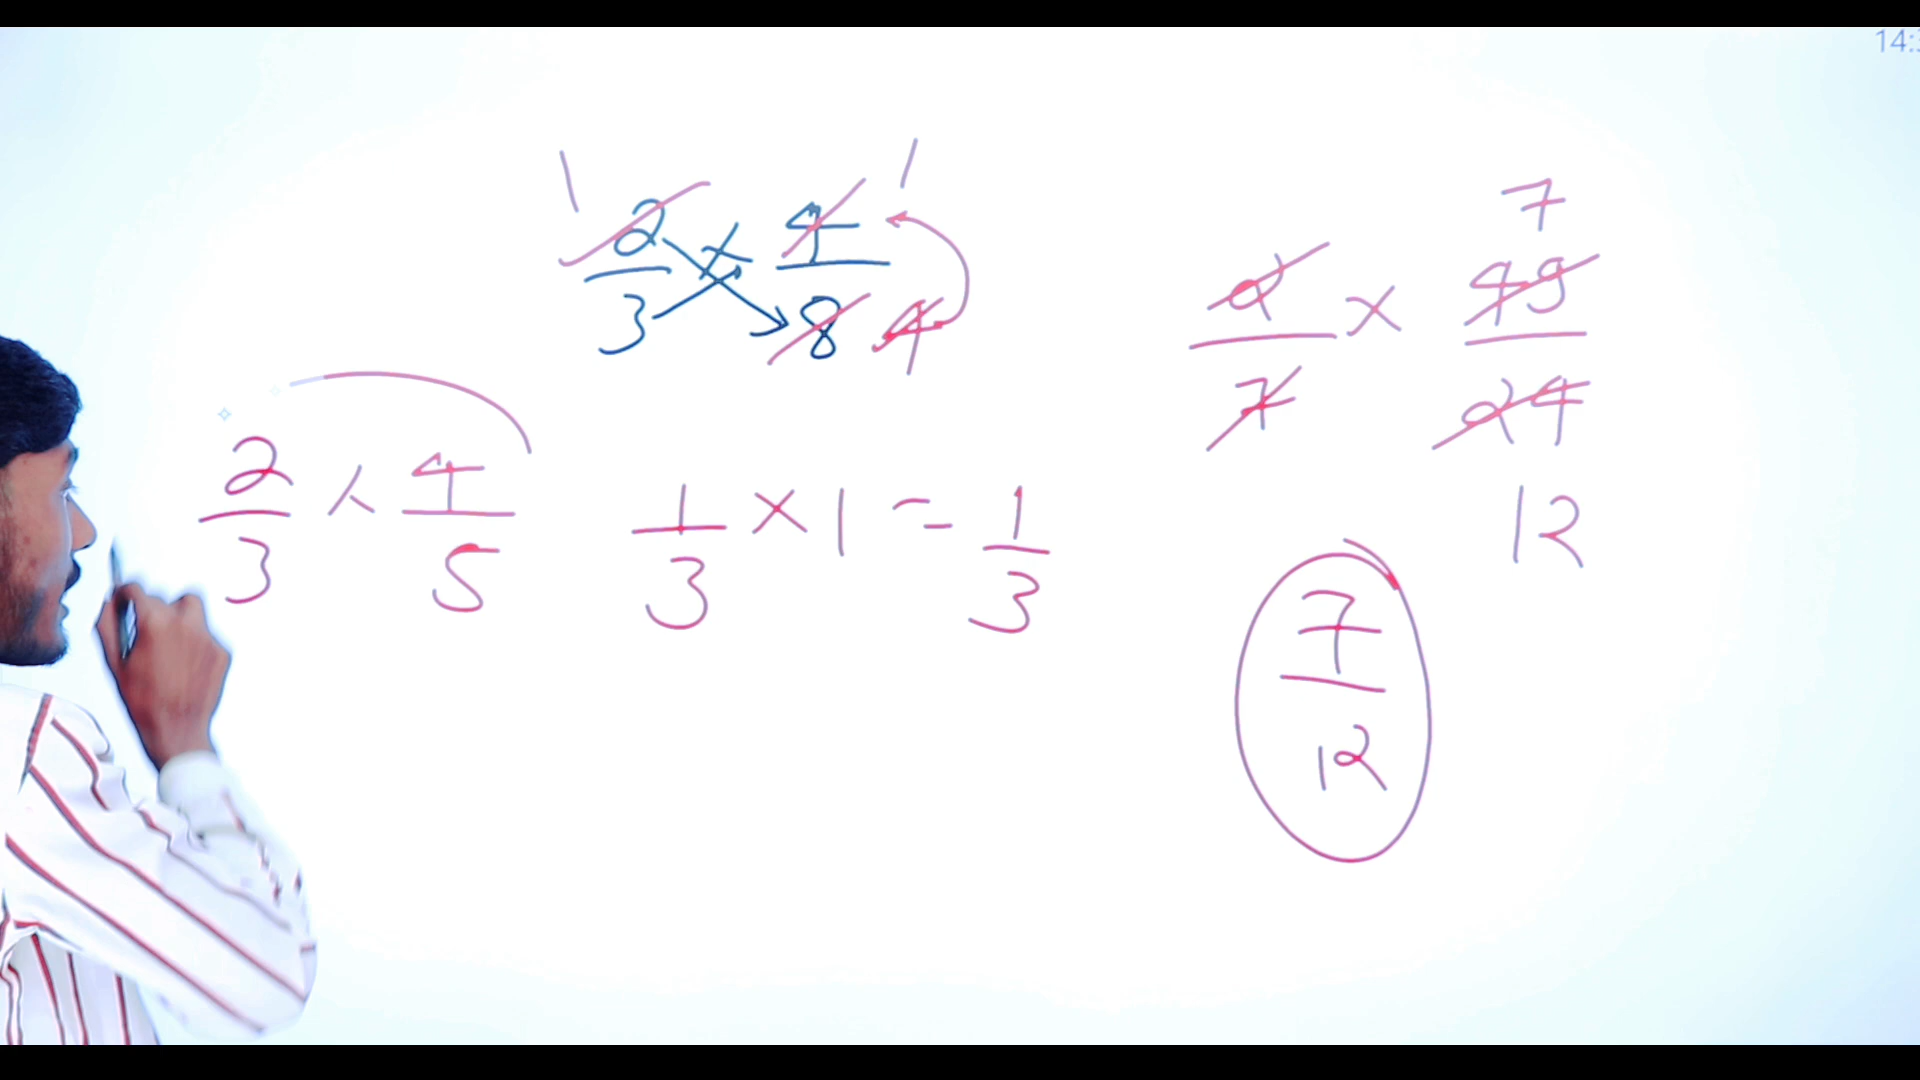 14:3
1 1
2/3 × 4/8 4
2/3 × 4/5
1/3 × 1 = 1/3
7
2/7 × 49/24
12
7/12